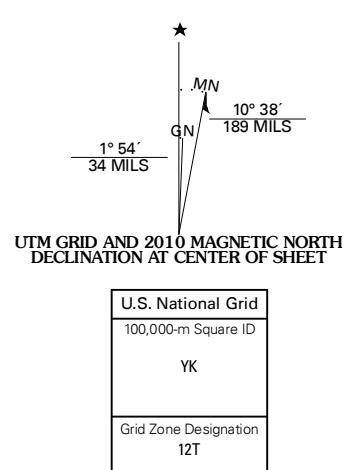 ★
MN
10° 38´
189 MILS
GN
1° 54´
34 MILS
UTM GRID AND 2010 MAGNETIC NORTH
DECLINATION AT CENTER OF SHEET
U.S. National Grid
100,000-m Square ID
YK
Grid Zone Designation
12T